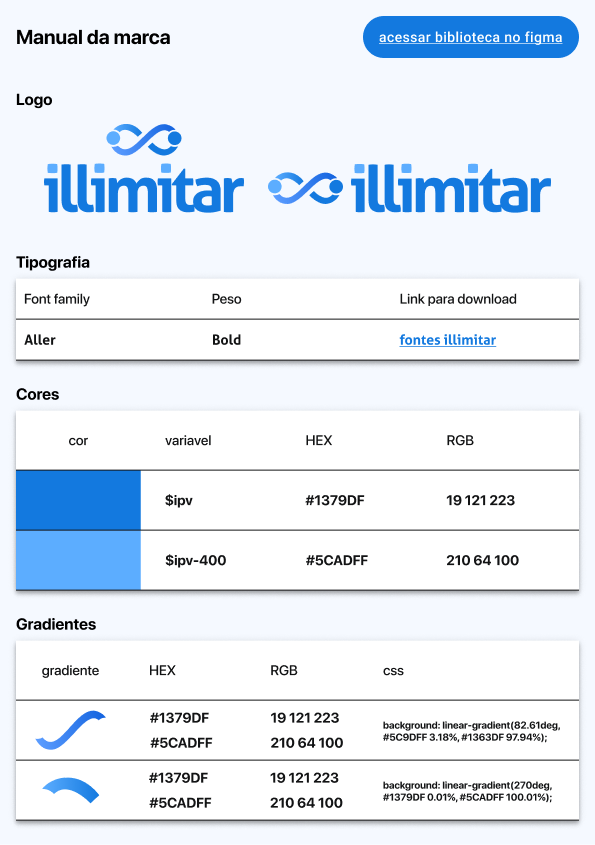 Manual da marca
acessar biblioteca no figma
Logo
illimitar
illimitar
Tipografia
Font family Peso Link para download
Aller Bold fontes illimitar
Cores
cor variavel HEX RGB
$ipv #1379DF 19 121 223
$ipv-400 #5CADFF 210 64 100
Gradientes
gradiente HEX RGB css
#1379DF 19 121 223
#5CADFF 210 64 100
background: linear-gradient(82.61deg,
#5C9DFF 3.18%, #1363DF 97.94%);
#1379DF 19 121 223
#5CADFF 210 64 100
background: linear-gradient(270deg,
#1379DF 0.01%, #5CADFF 100.01%);